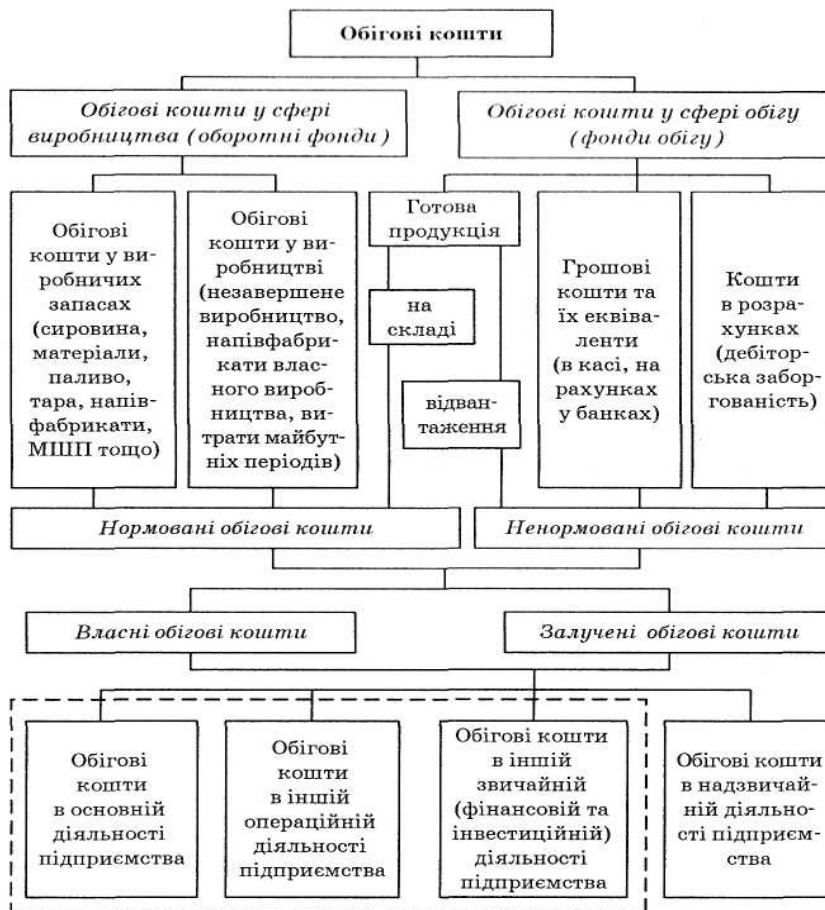 Обігові кошти
Обігові кошти у сфері
виробництва (оборотні фонди)
Обігові кошти у сфері обігу
(фонди обігу)
Обігові
кошти у ви-
робничих
запасах
(сировина,
матеріали,
паливо,
тара, напів-
фабрикати,
МШП тощо)
Обігові
кошти у ви-
робництві
(незавершене
виробництво,
напівфабри-
кати влас-
ного вироб-
ництва, ви-
трати майбут-
ніх періодів)
Готова
продукція
на
складі
відван-
таження
Грошові
кошти та
їх еквіва-
ленти
(в касі, на
рахунках
у банках)
Кошти
в розра-
хунках
(дебітор-
ська забор-
гованість)
Нормовані обігові кошти
Ненормовані обігові кошти
Власні обігові кошти
Залучені обігові кошти
Обігові
кошти
в основній
діяльності
підприємства
Обігові
кошти
в іншій
операційній
діяльності
підприємства
Обігові кошти
в іншій
звичайній
(фінансовій та
інвестиційній)
діяльності
підприємства
Обігові кошти
в надзвичай-
ній діяльно-
сті підприєм-
ства